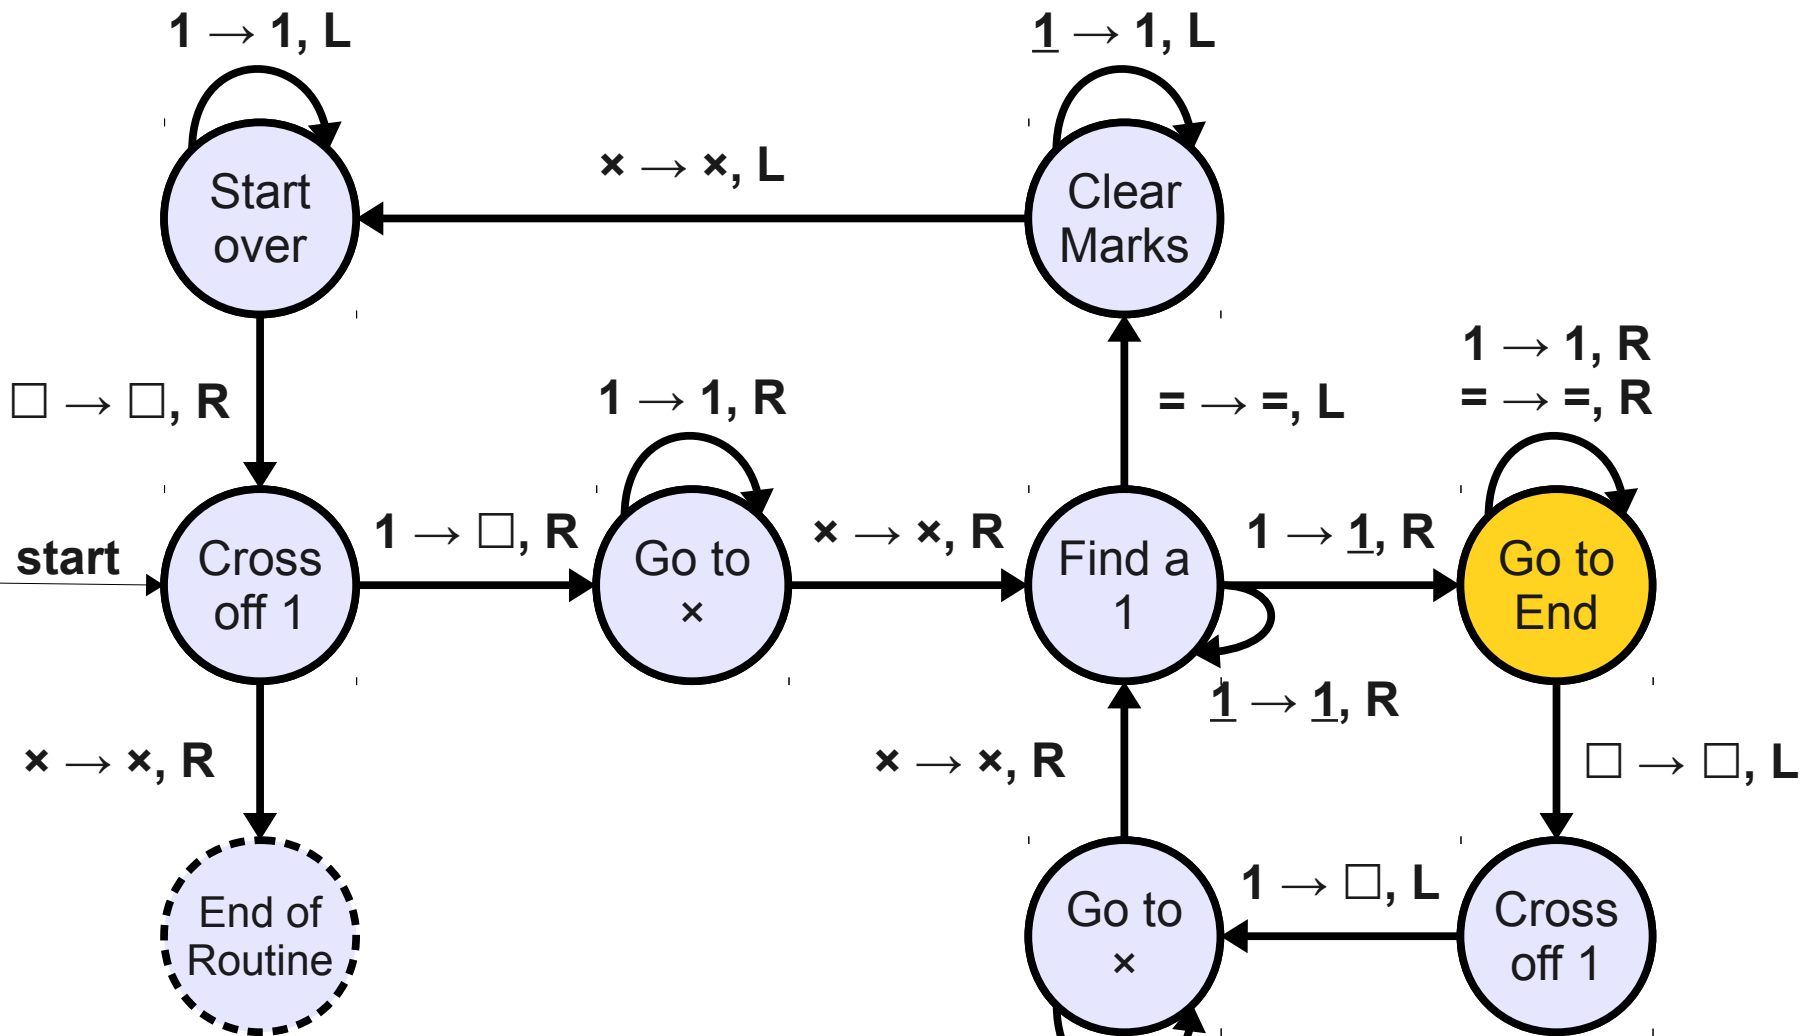 1 → 1, L
1 → 1, L
× → ×, L
Start
over
Clear
Marks
1 → 1, R
= → =, R
□ → □, R
1 → 1, R
= → =, L
start
Cross
off 1
1 → □, R
Go to
×
× → ×, R
Find a
1
1 → 1, R
Go to
End
1 → 1, R
× → ×, R
× → ×, R
□ → □, L
End of
Routine
Go to
×
1 → □, L
Cross
off 1